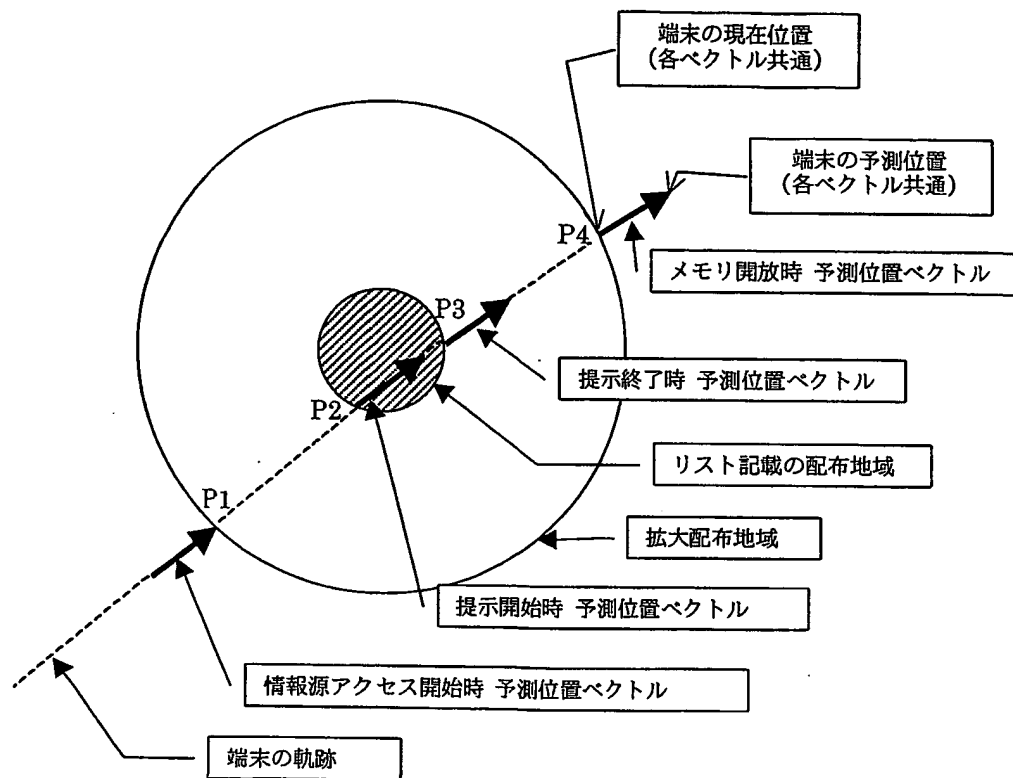 端末の現在位置
(各ベクトル共通)
端末の予測位置
(各ベクトル共通)
P4
メモリ開放時 予測位置ベクトル
P3
提示終了時 予測位置ベクトル
P2
リスト記載の配布地域
P1
拡大配布地域
提示開始時 予測位置ベクトル
情報源アクセス開始時 予測位置ベクトル
端末の軌跡